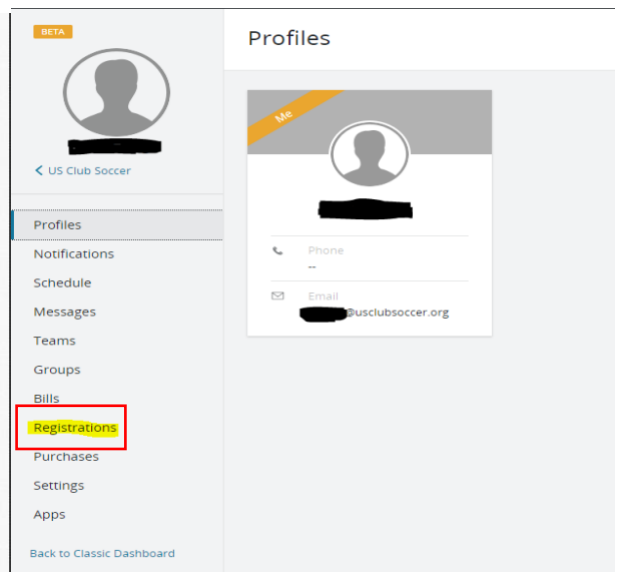 BETA
US Club Soccer
Profiles
Notifications
Schedule
Messages
Teams
Groups
Bills
Registrations
Purchases
Settings
Apps
Back to Classic Dashboard
Profiles
Me
Phone
--
Email
@usclubsoccer.org